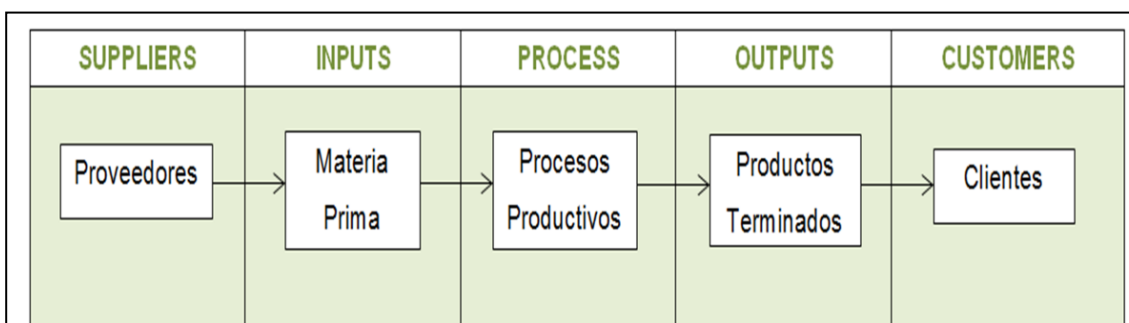 SUPPLIERS INPUTS PROCESS OUTPUTS CUSTOMERS
Proveedores
Materia
Prima
Procesos
Productivos
Productos
Terminados
Clientes